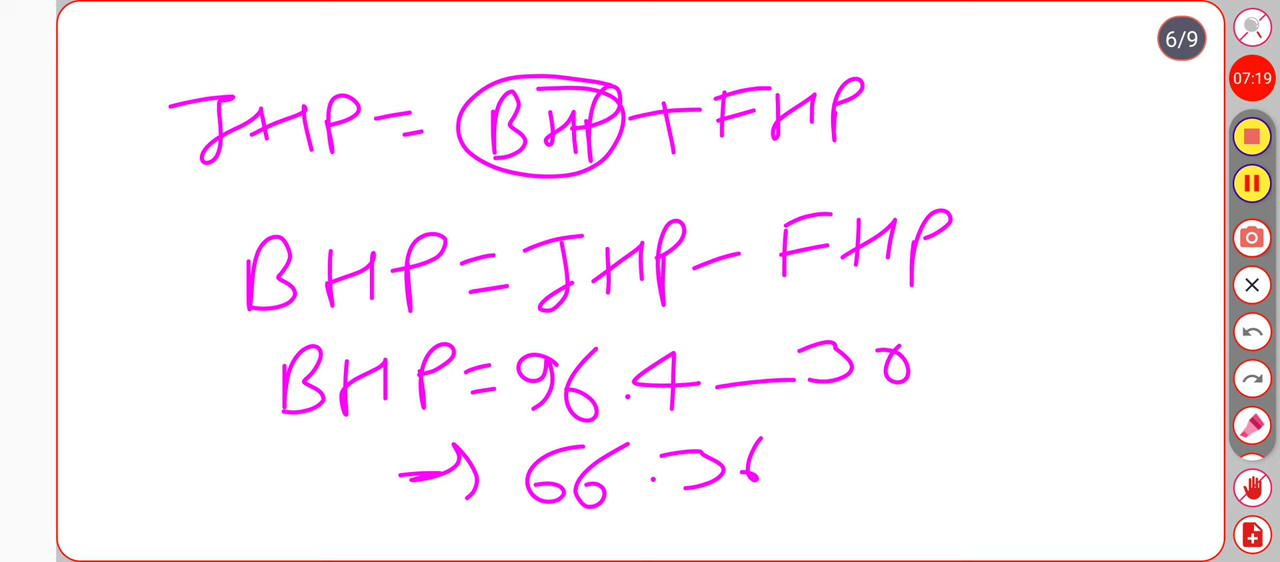 IHP = BHP + FHP
6/9
07:19
BHP = IHP - FHP
BHP = 96.4 - 30
→ 66.36